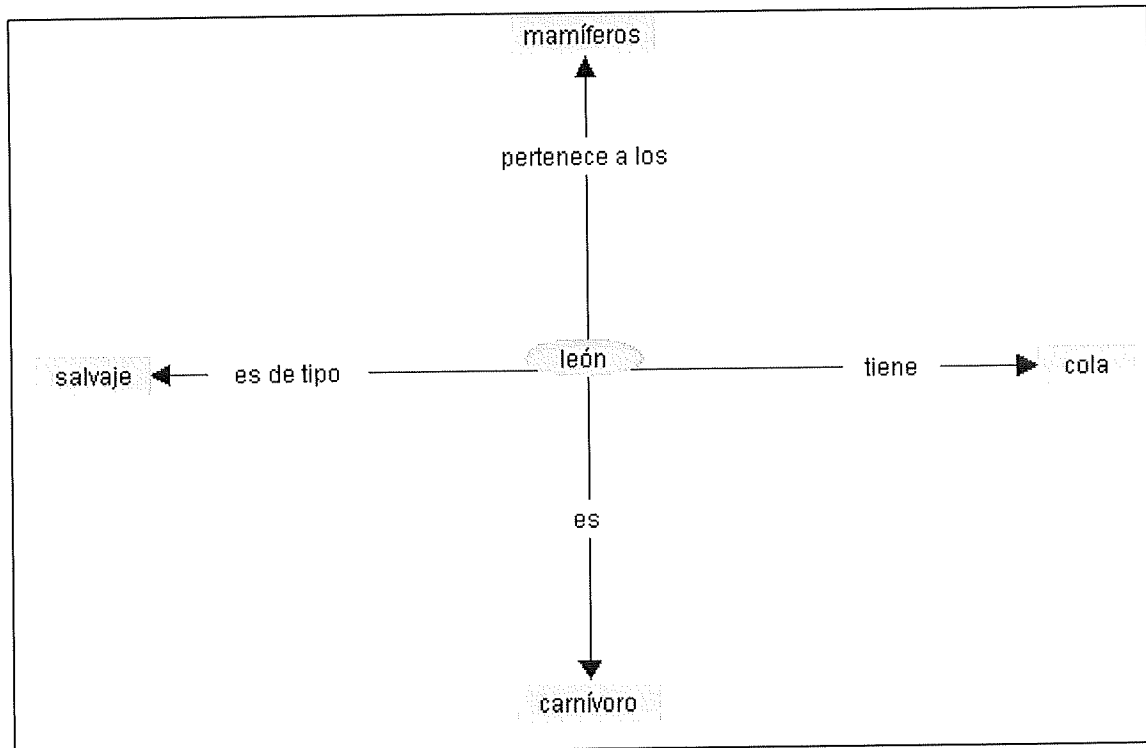 mamíferos
pertenece a los
león
salvaje
es de tipo
tiene
cola
es
carnívoro